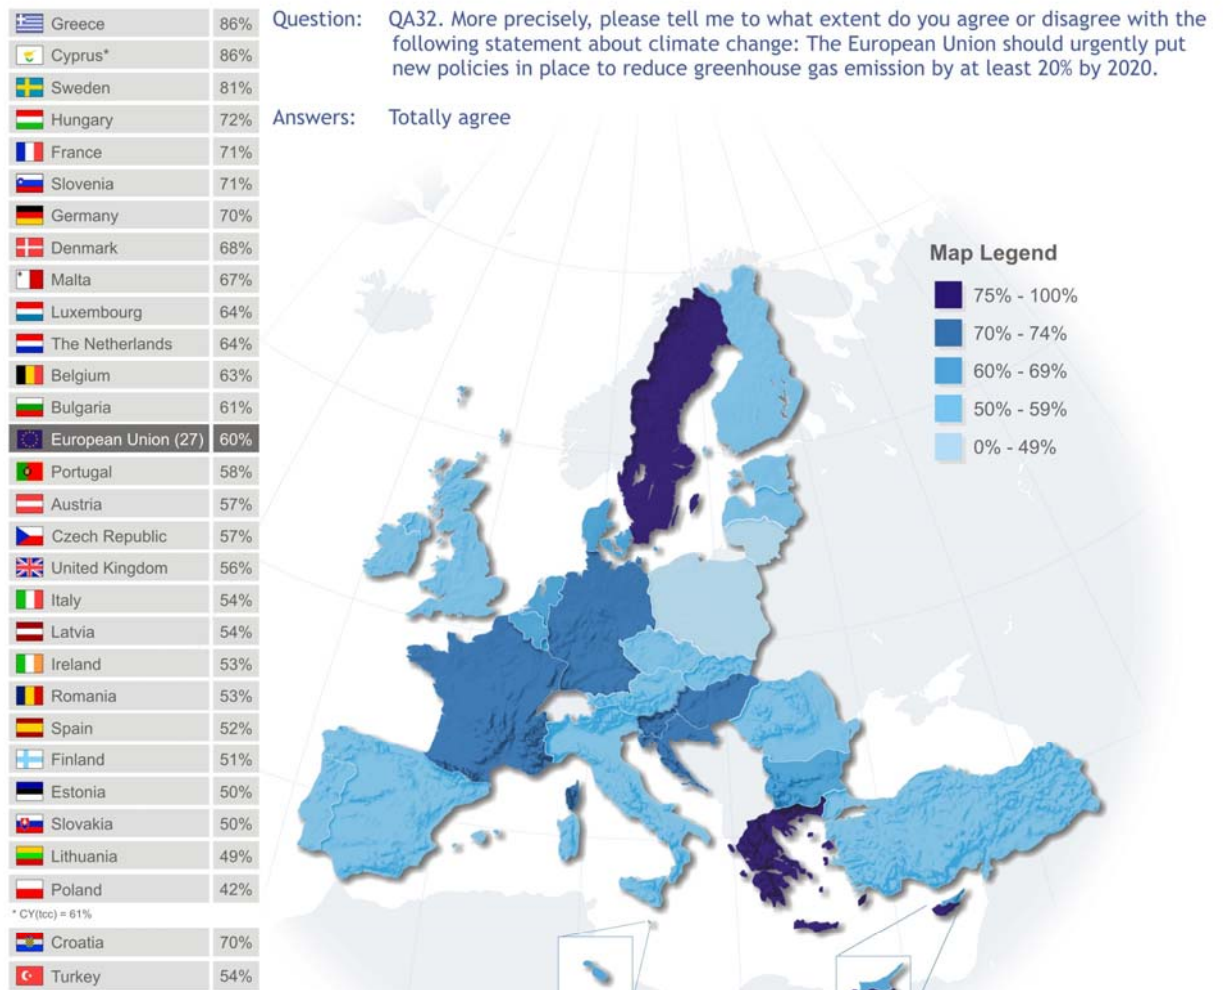 Greece 86%
Cyprus* 86%
Sweden 81%
Hungary 72%
France 71%
Slovenia 71%
Germany 70%
Denmark 68%
Malta 67%
Luxembourg 64%
The Netherlands 64%
Belgium 63%
Bulgaria 61%
European Union (27) 60%
Portugal 58%
Austria 57%
Czech Republic 57%
United Kingdom 56%
Italy 54%
Latvia 54%
Ireland 53%
Romania 53%
Spain 52%
Finland 51%
Estonia 50%
Slovakia 50%
Lithuania 49%
Poland 42%
* CY(tcc) = 61%
Croatia 70%
Turkey 54%
Question: QA32. More precisely, please tell me to what extent do you agree or disagree with the
following statement about climate change: The European Union should urgently put
new policies in place to reduce greenhouse gas emission by at least 20% by 2020.
Answers: Totally agree
Map Legend
75% - 100%
70% - 74%
60% - 69%
50% - 59%
0% - 49%